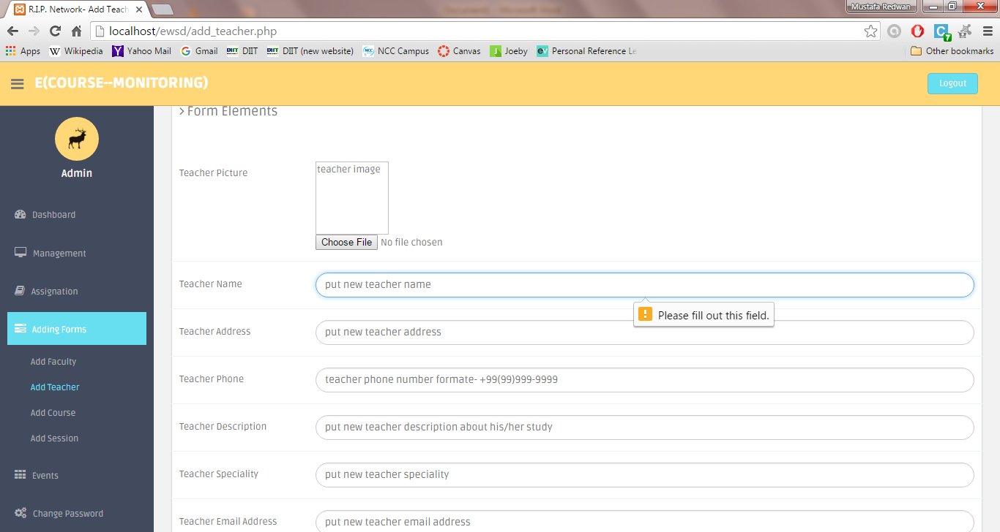 R.I.P. Network- Add Teach
Mustafa Redwan
localhost/ewsd/add_teacher.php
Apps Wikipedia Yahoo Mail Gmail DIIT DIIT (new website) NCC Campus Canvas Joeby Personal Reference Le Other bookmarks
E(COURSE--MONITORING)
Logout
Admin
Dashboard
Management
Assignation
Adding Forms
Add Faculty
Add Teacher
Add Course
Add Session
Events
Change Password
> Form Elements
Teacher Picture
teacher image
Choose File No file chosen
Teacher Name
put new teacher name
Please fill out this field.
Teacher Address
put new teacher address
Teacher Phone
teacher phone number formate- +99(99)999-9999
Teacher Description
put new teacher description about his/her study
Teacher Speciality
put new teacher speciality
Teacher Email Address
put new teacher email address